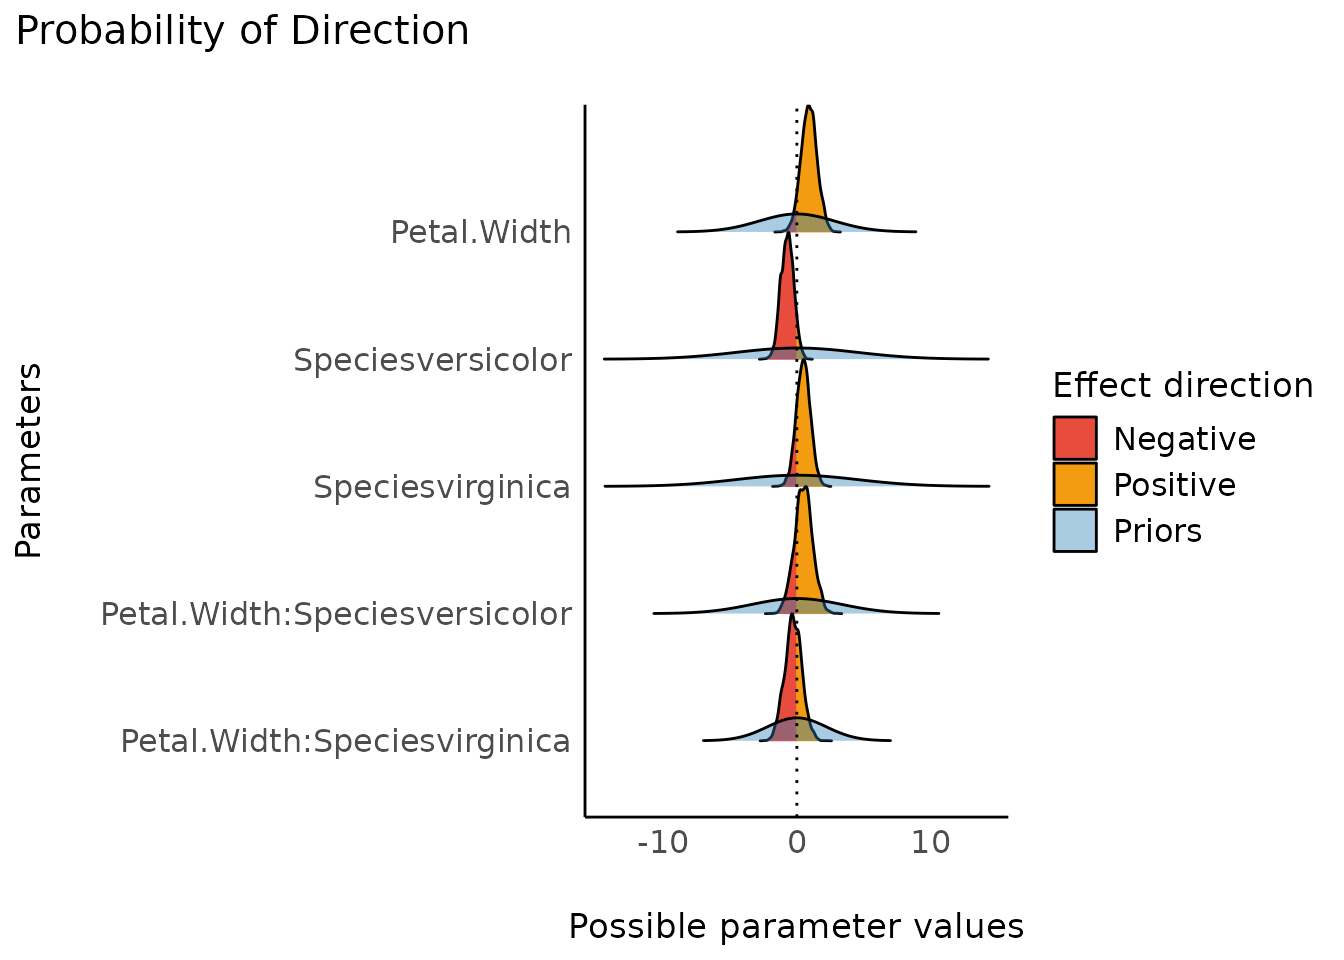 Probability of Direction
Parameters
Petal.Width
Speciesversicolor
Speciesvirginica
Petal.Width:Speciesversicolor
Petal.Width:Speciesvirginica
-10 0 10
Possible parameter values
Effect direction
Negative
Positive
Priors